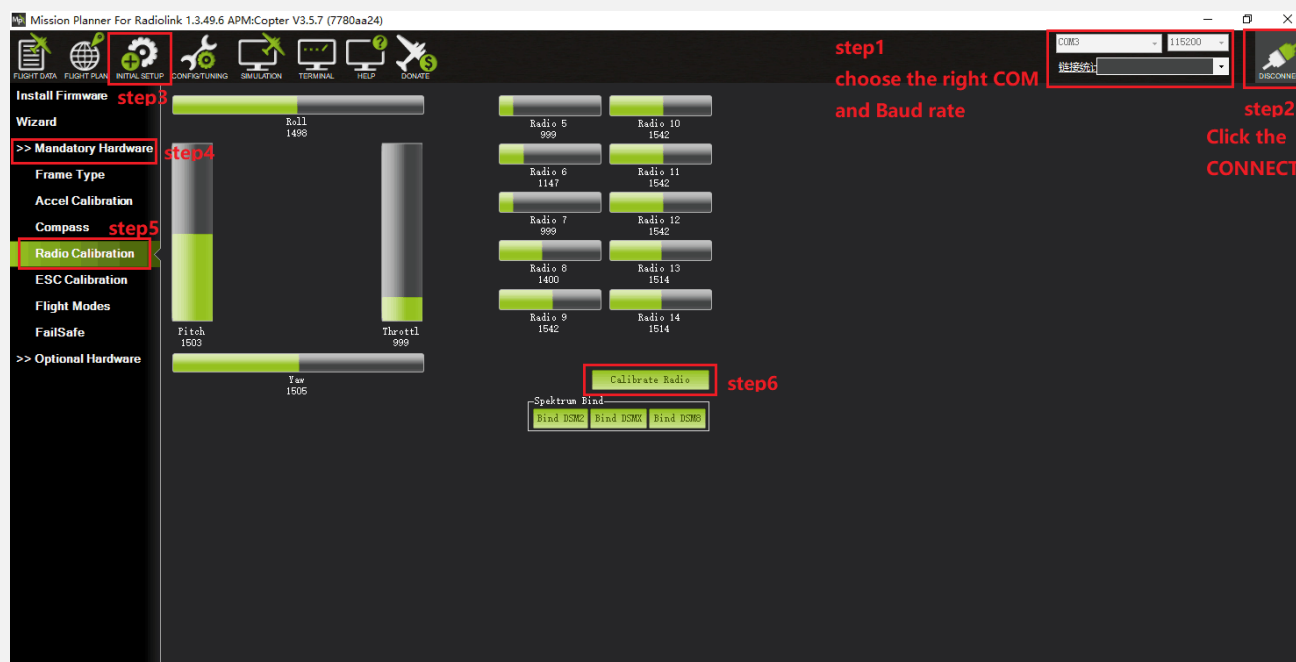 Mission Planner For Radiolink 1.3.49.6 APM:Copter V3.5.7 (7780aa24)
FLIGHT DATA FLIGHT PLAN INITIAL SETUP CONFIG/TUNING SIMULATION TERMINAL HELP DONATE
COM3 115200
链接统计
DISCONNE
step1
choose the right COM
and Baud rate
step2
Click the
CONNECT
step3
Install Firmware
Wizard
>> Mandatory Hardware
step4
Frame Type
Accel Calibration
Compass
step5
Radio Calibration
ESC Calibration
Flight Modes
FailSafe
>> Optional Hardware
Roll
1498
Pitch
1503
Throttl
999
Yaw
1505
Radio 5
999
Radio 10
1542
Radio 6
1147
Radio 11
1542
Radio 7
999
Radio 12
1542
Radio 8
1400
Radio 13
1514
Radio 9
1542
Radio 14
1514
Calibrate Radio
step6
Spektrum Bind
Bind DSM2 Bind DSMX Bind DSM8